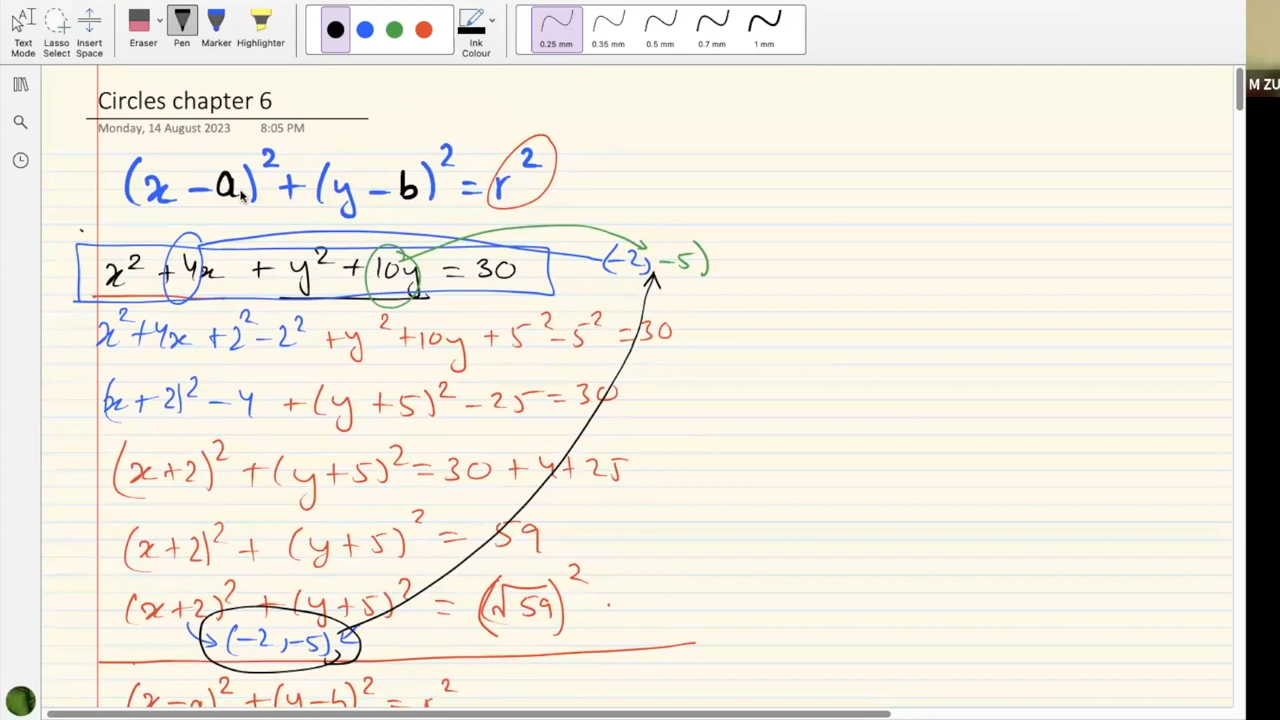 Text Mode
Lasso Select
Insert Space
Eraser
Pen
Marker
Highlighter
Ink Colour
0.25 mm
0.35 mm
0.5 mm
0.7 mm
1 mm
M ZU
Circles chapter 6
Monday, 14 August 2023 8:05 PM
(x - a)² + (y - b)² = r²
x² + 4x + y² + 10y = 30
(-2, -5)
x² + 4x + 2² - 2² + y² + 10y + 5² - 5² = 30
(x + 2)² - 4 + (y + 5)² - 25 = 30
(x + 2)² + (y + 5)² = 30 + 4 + 25
(x + 2)² + (y + 5)² = 59
(x + 2)² + (y + 5)² = (√59)²
(-2, -5)
(x - a)² + (y - b)² = r²